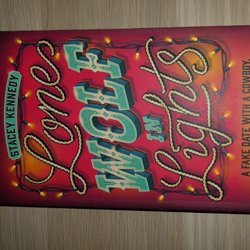 STACEY KENNEDY
Lone
WOLF
IN
Lights
A FAKE DATE WITH A COWBOY